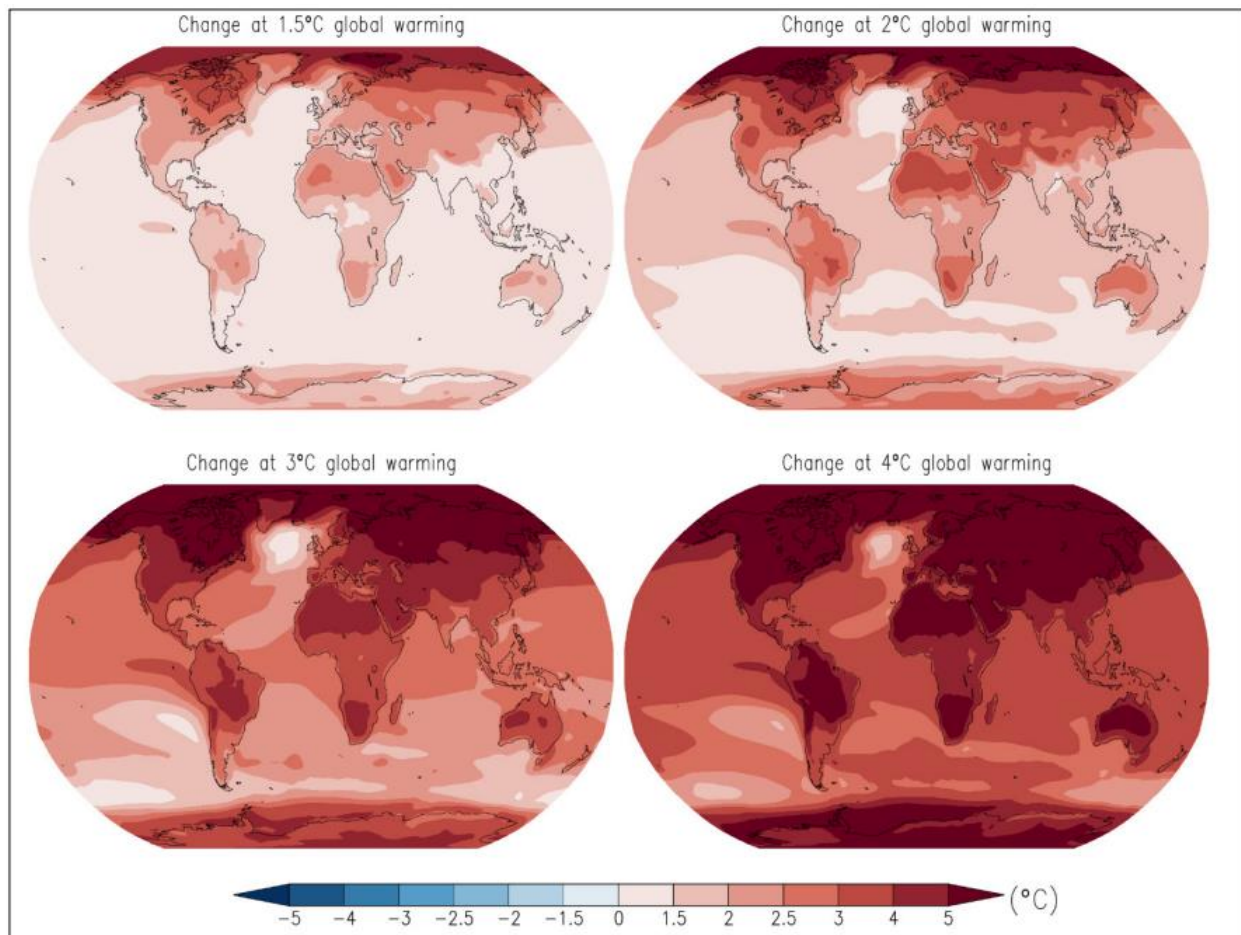 Change at 1.5°C global warming
Change at 2°C global warming
Change at 3°C global warming
Change at 4°C global warming
-5 -4 -3 -2.5 -2 -1.5 0 1.5 2 2.5 3 4 5 (°C)